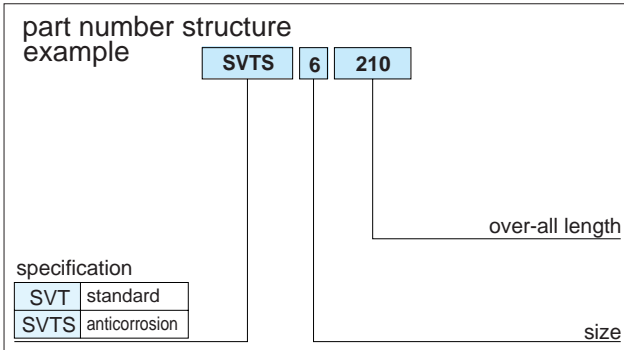 part number structure
example
SVTS 6 210
over-all length
specification
SVT standard
SVTS anticorrosion
size